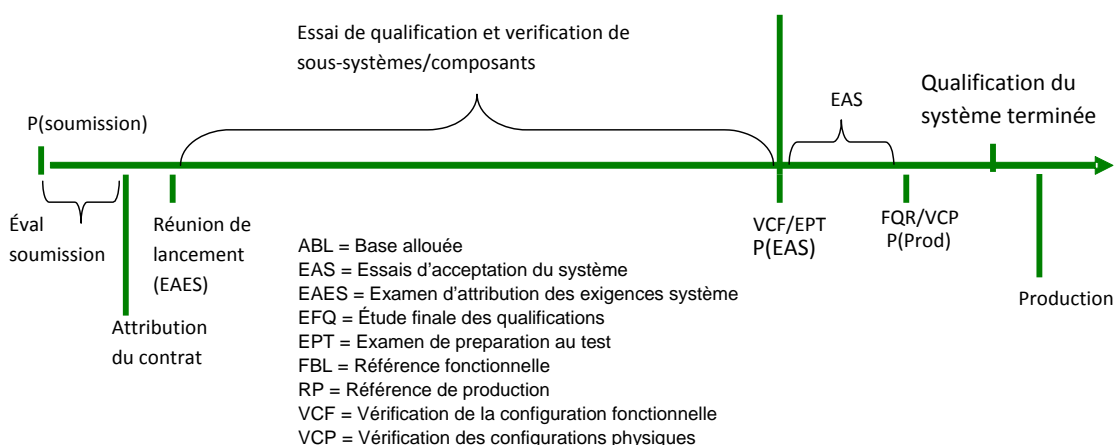 Essai de qualification et verification de
sous-systèmes/composants
EAS
Qualification du
système terminée
P(soumission)
Éval
soumission
Réunion de
lancement
(EAES)
Attribution
du contrat
VCF/EPT
P(EAS)
FQR/VCP
P(Prod)
Production
ABL = Base allouée
EAS = Essais d’acceptation du système
EAES = Examen d’attribution des exigences système
EFQ = Étude finale des qualifications
EPT = Examen de preparation au test
FBL = Référence fonctionnelle
RP = Référence de production
VCF = Vérification de la configuration fonctionnelle
VCP = Vérification des configurations physiques